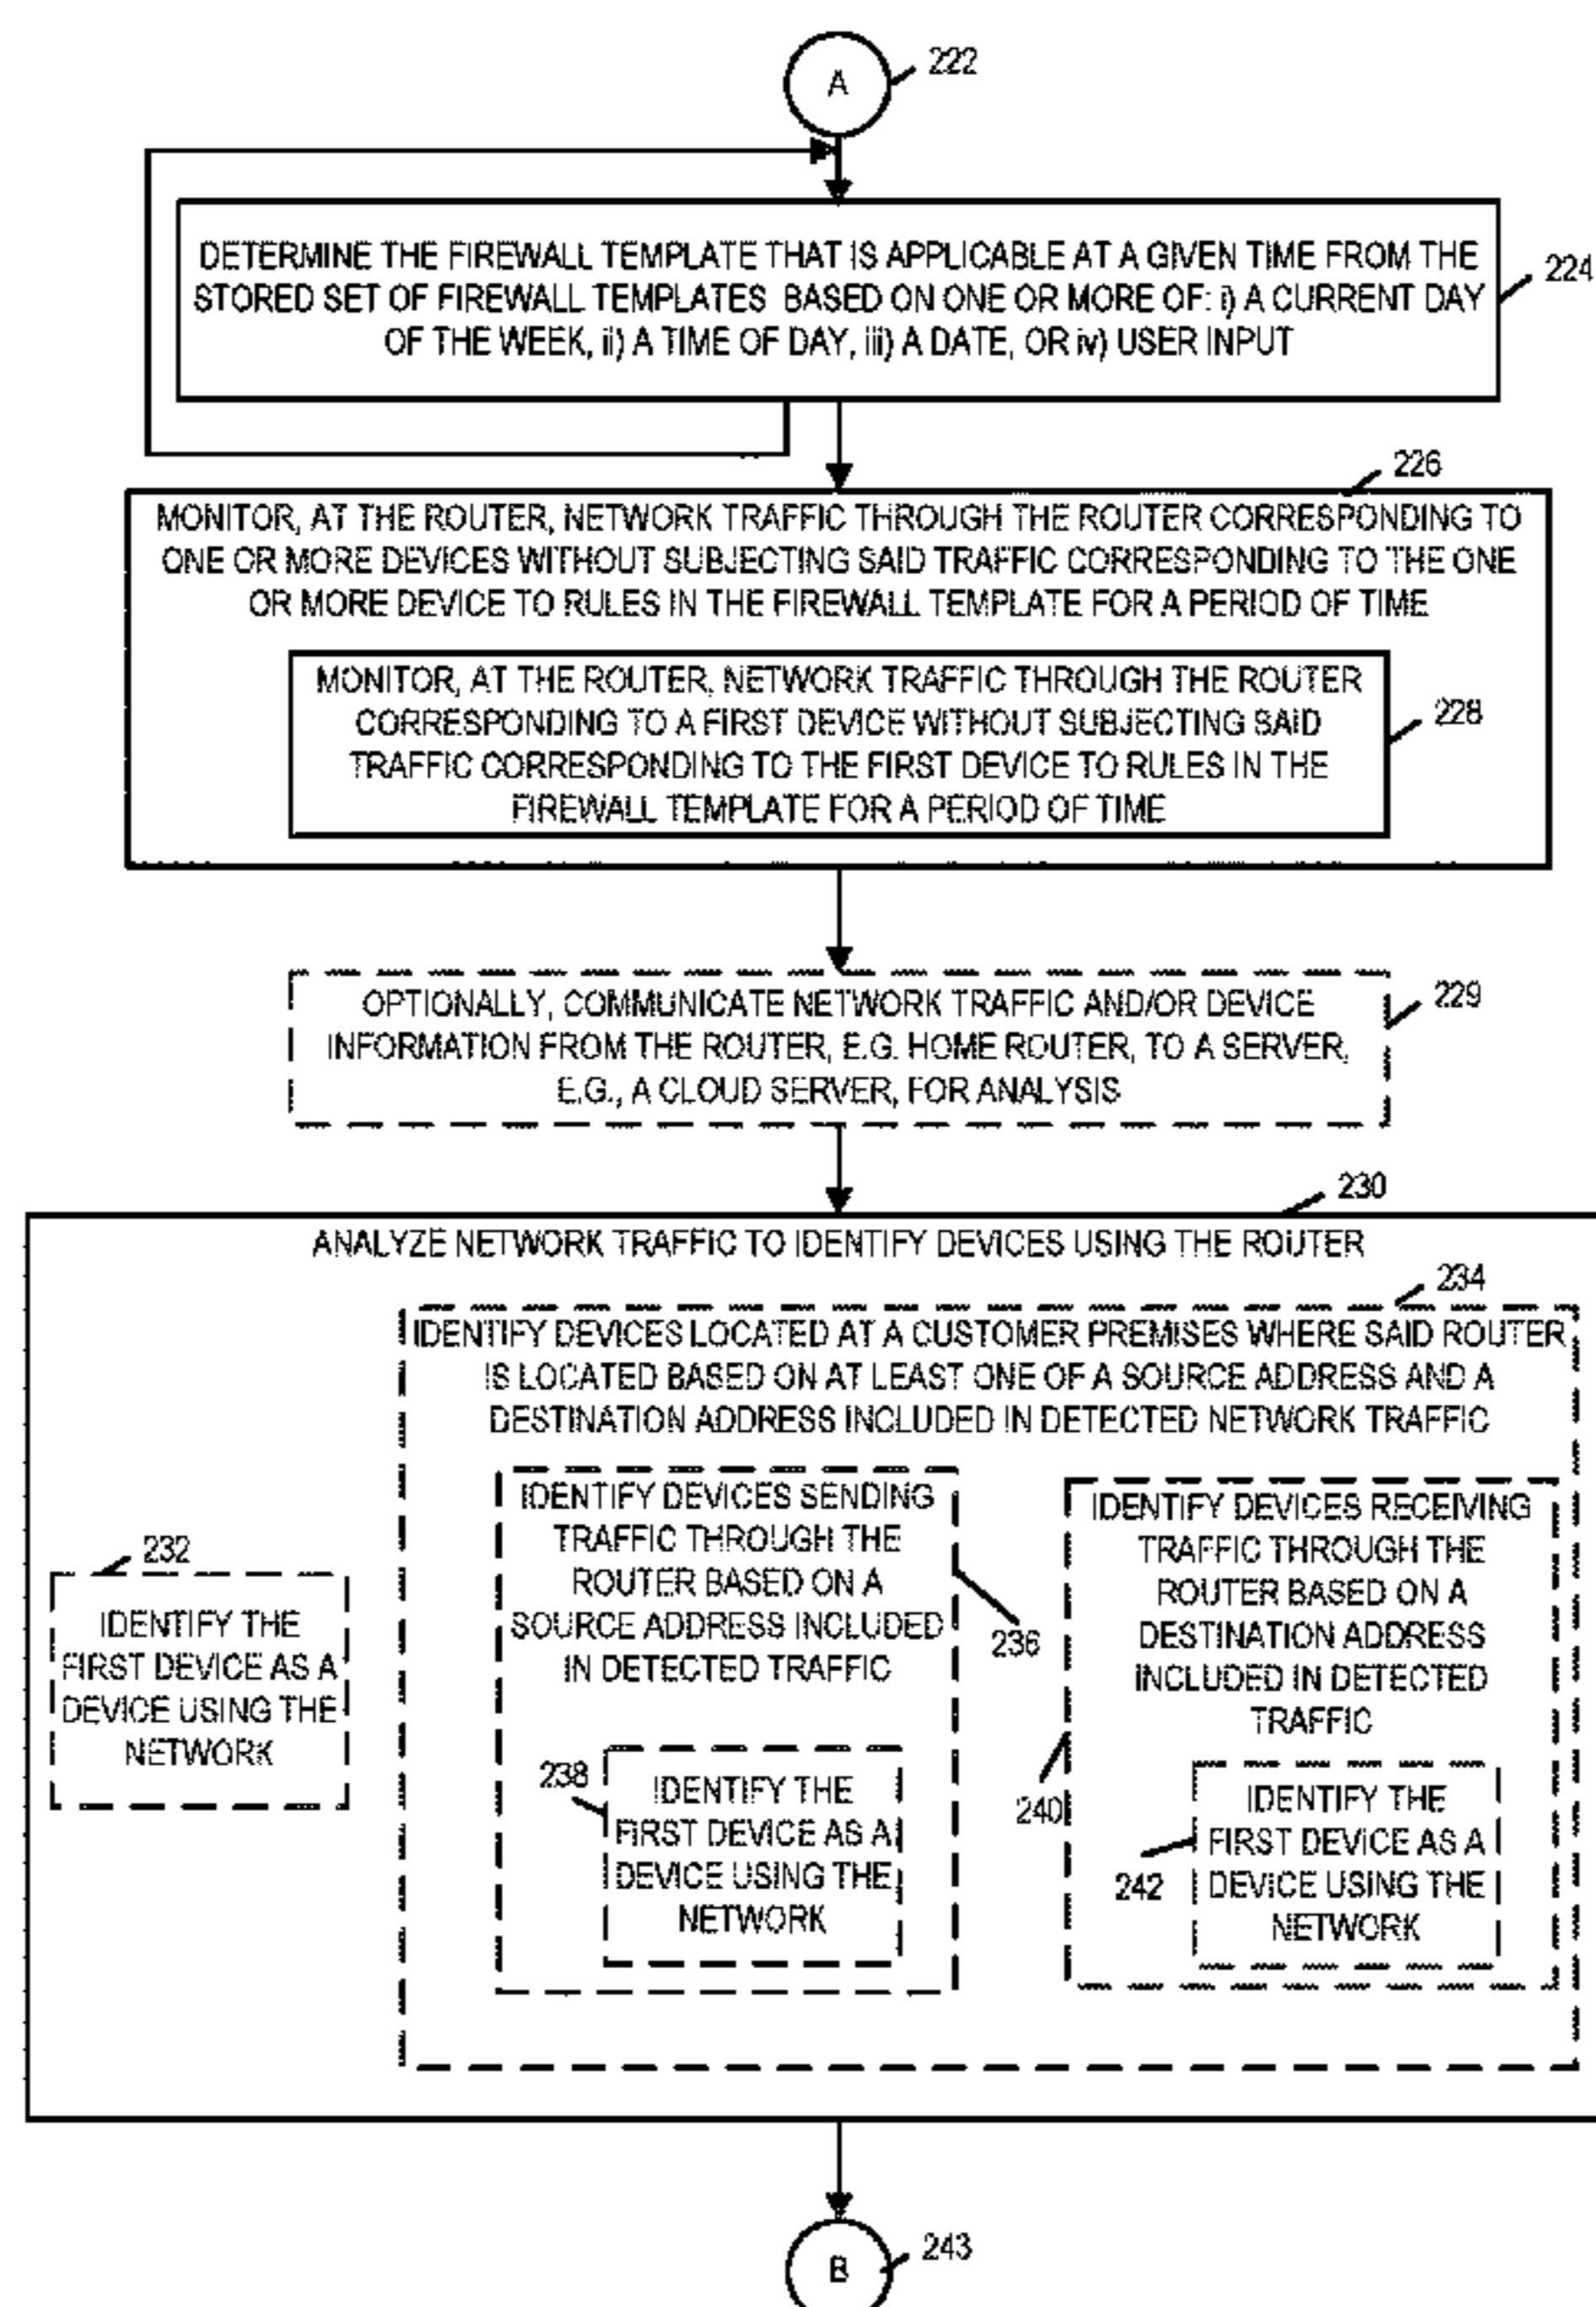 A
222
DETERMINE THE FIREWALL TEMPLATE THAT IS APPLICABLE AT A GIVEN TIME FROM THE
STORED SET OF FIREWALL TEMPLATES BASED ON ONE OR MORE OF: i) A CURRENT DAY
OF THE WEEK, ii) A TIME OF DAY, iii) A DATE, OR iv) USER INPUT
224
226
MONITOR, AT THE ROUTER, NETWORK TRAFFIC THROUGH THE ROUTER CORRESPONDING TO
ONE OR MORE DEVICES WITHOUT SUBJECTING SAID TRAFFIC CORRESPONDING TO THE ONE
OR MORE DEVICE TO RULES IN THE FIREWALL TEMPLATE FOR A PERIOD OF TIME
MONITOR, AT THE ROUTER, NETWORK TRAFFIC THROUGH THE ROUTER
CORRESPONDING TO A FIRST DEVICE WITHOUT SUBJECTING SAID
TRAFFIC CORRESPONDING TO THE FIRST DEVICE TO RULES IN THE
FIREWALL TEMPLATE FOR A PERIOD OF TIME
228
OPTIONALLY, COMMUNICATE NETWORK TRAFFIC AND/OR DEVICE
INFORMATION FROM THE ROUTER, E.G. HOME ROUTER, TO A SERVER,
E.G., A CLOUD SERVER, FOR ANALYSIS
229
230
ANALYZE NETWORK TRAFFIC TO IDENTIFY DEVICES USING THE ROUTER
234
IDENTIFY DEVICES LOCATED AT A CUSTOMER PREMISES WHERE SAID ROUTER
IS LOCATED BASED ON AT LEAST ONE OF A SOURCE ADDRESS AND A
DESTINATION ADDRESS INCLUDED IN DETECTED NETWORK TRAFFIC
232
IDENTIFY THE
FIRST DEVICE AS A
DEVICE USING THE
NETWORK
IDENTIFY DEVICES SENDING
TRAFFIC THROUGH THE
ROUTER BASED ON A
SOURCE ADDRESS INCLUDED
IN DETECTED TRAFFIC
236
238
IDENTIFY THE
FIRST DEVICE AS A
DEVICE USING THE
NETWORK
IDENTIFY DEVICES RECEIVING
TRAFFIC THROUGH THE
ROUTER BASED ON A
DESTINATION ADDRESS
INCLUDED IN DETECTED
TRAFFIC
240
242
IDENTIFY THE
FIRST DEVICE AS A
DEVICE USING THE
NETWORK
B
243